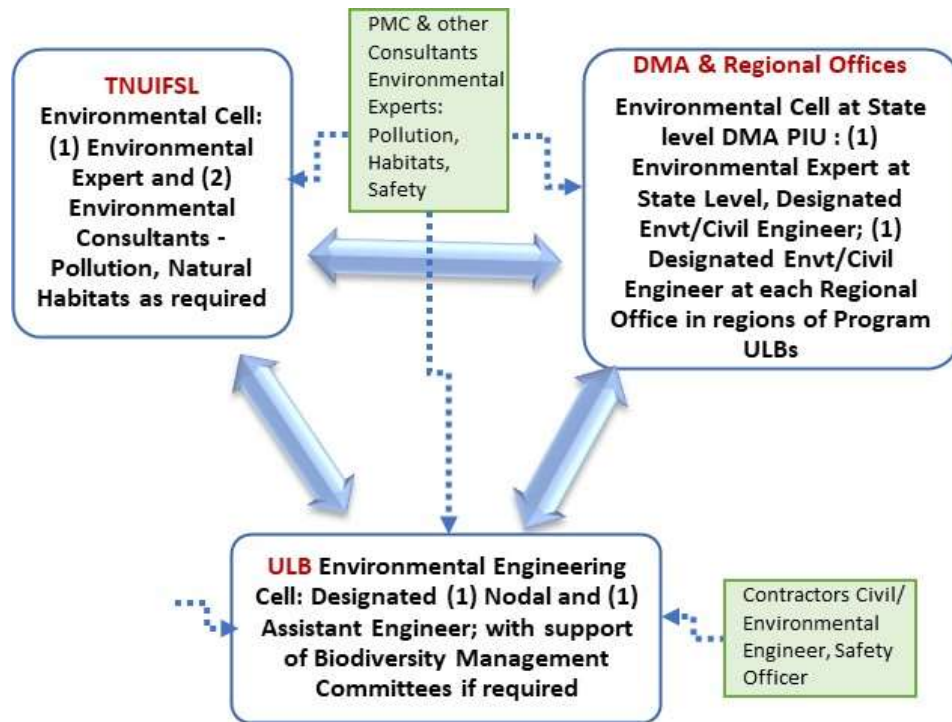 TNUIFSL
Environmental Cell:
(1) Environmental
Expert and (2)
Environmental
Consultants -
Pollution, Natural
Habitats as required
PMC & other
Consultants
Environmental
Experts:
Pollution,
Habitats,
Safety
DMA & Regional Offices
Environmental Cell at State
level DMA PIU : (1)
Environmental Expert at
State Level, Designated
Envt/Civil Engineer; (1)
Designated Envt/Civil
Engineer at each Regional
Office in regions of Program
ULBs
ULB Environmental Engineering
Cell: Designated (1) Nodal and (1)
Assistant Engineer; with support
of Biodiversity Management
Committees if required
Contractors Civil/
Environmental
Engineer, Safety
Officer